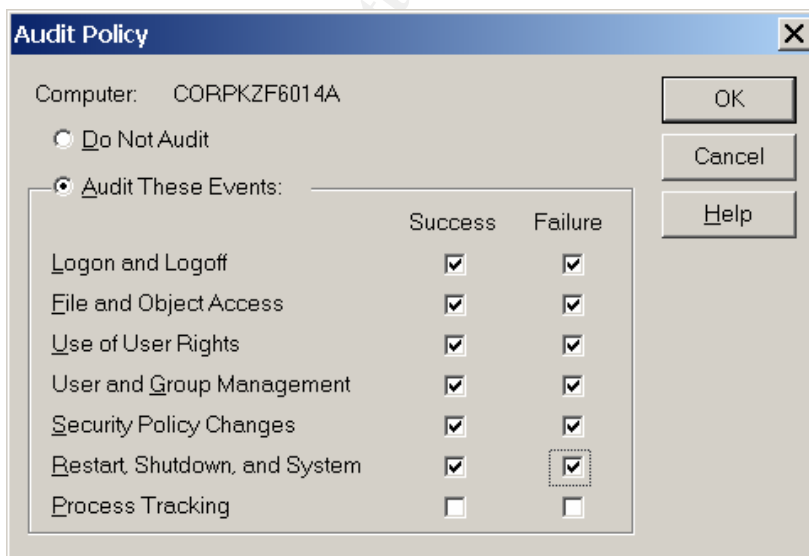 Audit Policy
Computer: CORPKZF6014A
Do Not Audit
Audit These Events:
Success Failure
Logon and Logoff
File and Object Access
Use of User Rights
User and Group Management
Security Policy Changes
Restart, Shutdown, and System
Process Tracking
OK
Cancel
Help